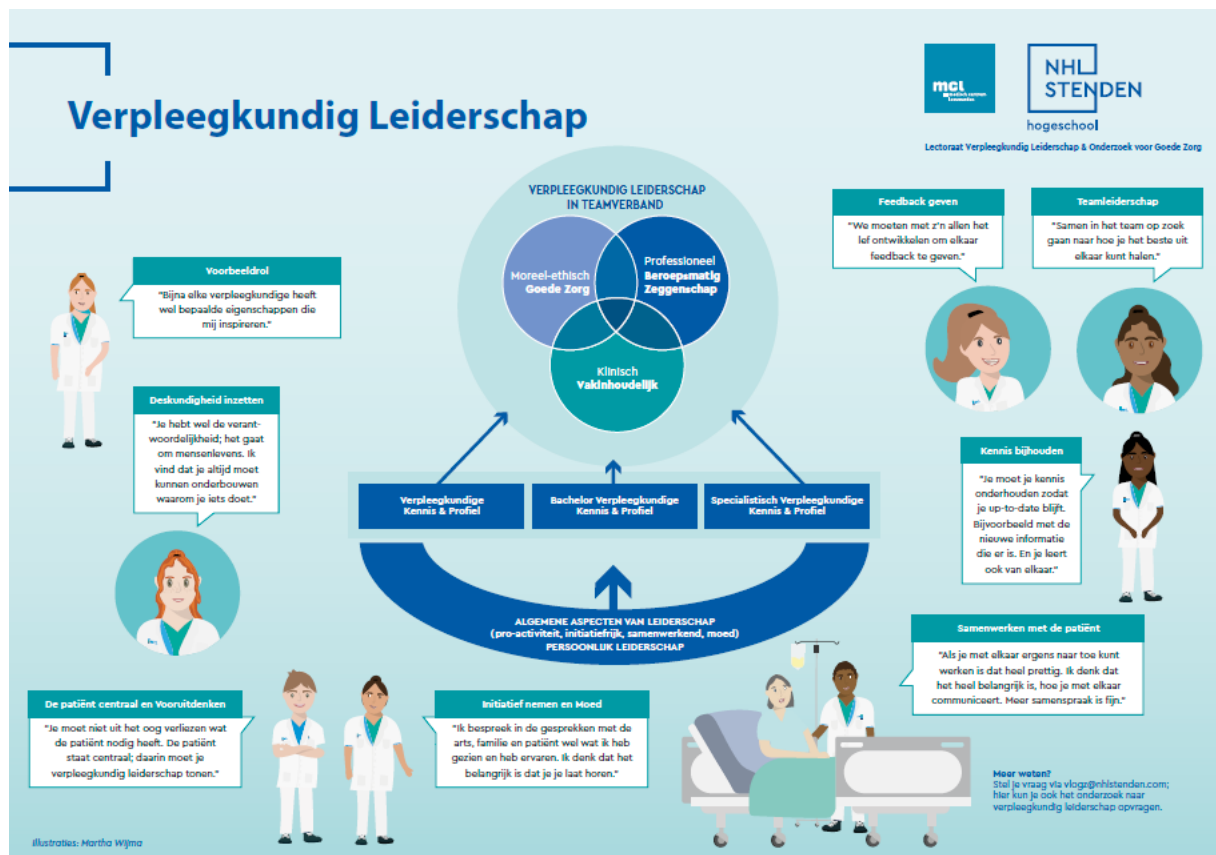 Verpleegkundig Leiderschap
mcl
medisch centrum
leeuwarden
NHL
STENDEN
hogeschool
Lectoraat Verpleegkundig Leiderschap & Onderzoek voor Goede Zorg
VERPLEEGKUNDIG LEIDERSCHAP
IN TEAMVERBAND
Moreel-ethisch
Goede Zorg
Professioneel
Beroepsmatig
Zeggenschap
Klinisch
Vakinhoudelijk
Verpleegkundige
Kennis & Profiel
Bachelor Verpleegkundige
Kennis & Profiel
Specialistisch Verpleegkundige
Kennis & Profiel
ALGEMENE ASPECTEN VAN LEIDERSCHAP
(pro-activiteit, initiatiefrijk, samenwerkend, moed)
PERSOONLIJK LEIDERSCHAP
Voorbeeldrol
"Bijna elke verpleegkundige heeft
wel bepaalde eigenschappen die
mij inspireren."
Deskundigheid inzetten
"Je hebt wel de verant-
woordelijkheid; het gaat
om mensenlevens. Ik
vind dat je altijd moet
kunnen onderbouwen
waarom je iets doet."
De patiënt centraal en Vooruitdenken
"Je moet niet uit het oog verliezen wat
de patiënt nodig heeft. De patiënt
staat centraal; daarin moet je
verpleegkundig leiderschap tonen."
Initiatief nemen en Moed
"Ik bespreek in de gesprekken met de
arts, familie en patiënt wel wat ik heb
gezien en heb ervaren. Ik denk dat het
belangrijk is dat je je laat horen."
Feedback geven
"We moeten met z'n allen het
lef ontwikkelen om elkaar
feedback te geven."
Teamleiderschap
"Samen in het team op zoek
gaan naar hoe je het beste uit
elkaar kunt halen."
Kennis bijhouden
"Je moet je kennis
onderhouden zodat
je up-to-date blijft.
Bijvoorbeeld met de
nieuwe informatie
die er is. En je leert
ook van elkaar."
Samenwerken met de patiënt
"Als je met elkaar ergens naar toe kunt
werken is dat heel prettig. Ik denk dat
het heel belangrijk is, hoe je met elkaar
communiceert. Meer samenspraak is fijn."
Meer weten?
Stel je vraag via vlogz@nhlstenden.com;
hier kun je ook het onderzoek naar
verpleegkundig leiderschap opvragen.
Illustraties: Martha Wijma